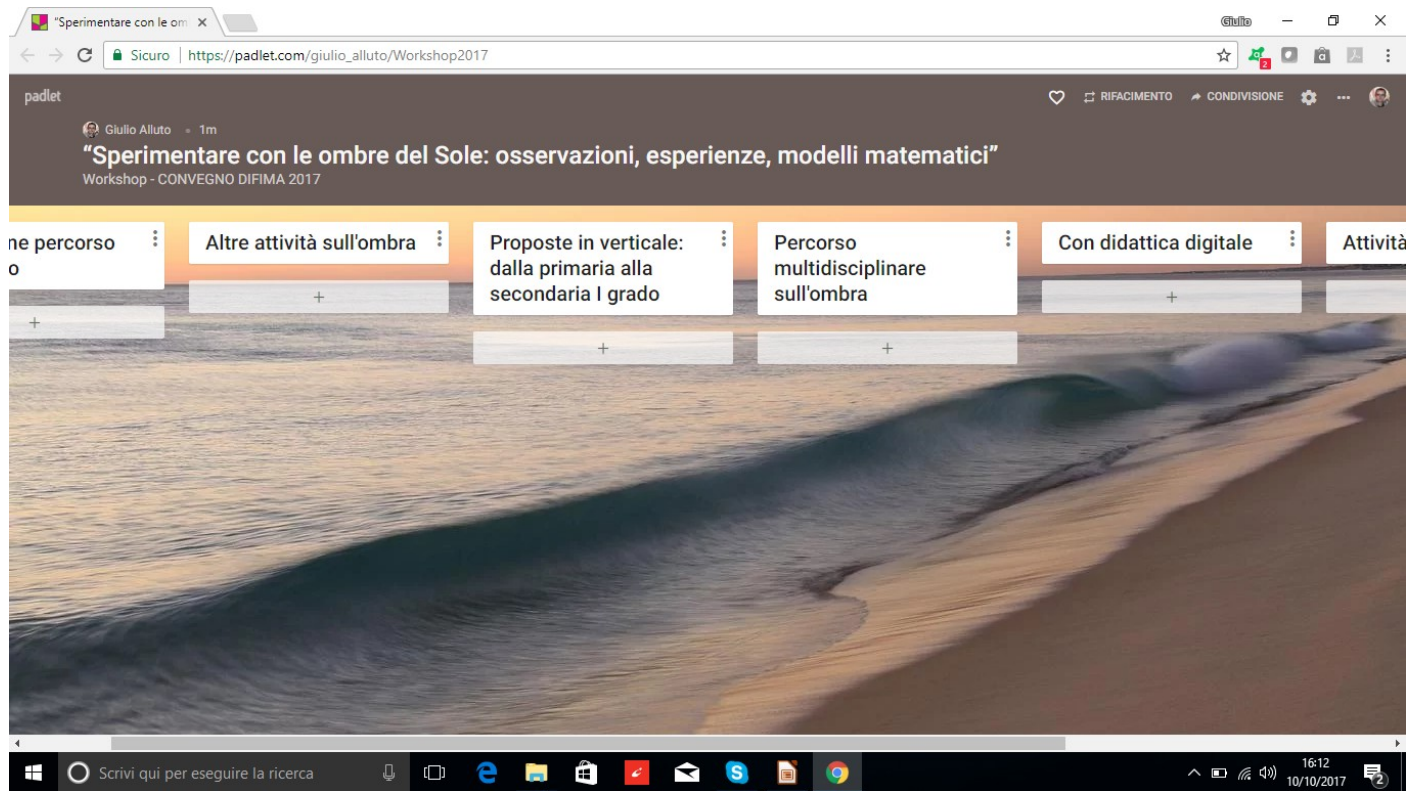 "Sperimentare con le om
Giulio
Sicuro | https://padlet.com/giulio_alluto/Workshop2017
2
padlet
RIFACIMENTO
CONDIVISIONE
Giulio Alluto • 1m
“Sperimentare con le ombre del Sole: osservazioni, esperienze, modelli matematici”
Workshop - CONVEGNO DIFIMA 2017
ne percorso
o
+
Altre attività sull'ombra
+
Proposte in verticale:
dalla primaria alla
secondaria I grado
+
Percorso
multidisciplinare
sull'ombra
+
Con didattica digitale
+
Attività
Scrivi qui per eseguire la ricerca
16:12
10/10/2017
2